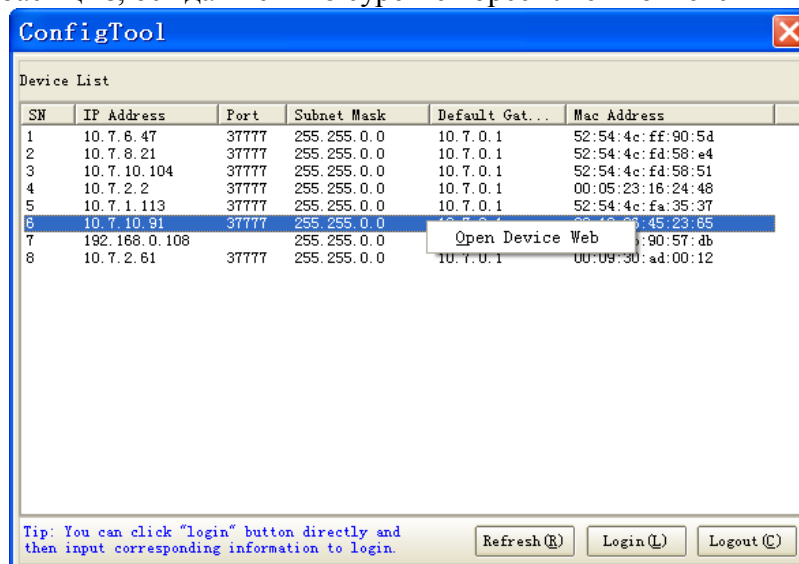 ConfigTool
Device List
SN IP Address Port Subnet Mask Default Gat... Mac Address
1 10.7.6.47 37777 255.255.0.0 10.7.0.1 52:54:4c:ff:90:5d
2 10.7.8.21 37777 255.255.0.0 10.7.0.1 52:54:4c:fd:58:e4
3 10.7.10.104 37777 255.255.0.0 10.7.0.1 52:54:4c:fd:58:51
4 10.7.2.2 37777 255.255.0.0 10.7.0.1 00:05:23:16:24:48
5 10.7.1.113 37777 255.255.0.0 10.7.0.1 52:54:4c:fa:35:37
6 10.7.10.91 37777 255.255.0.0 :45:23:65
Open Device Web
7 192.168.0.108 255.255.0.0 :90:57:db
8 10.7.2.61 37777 255.255.0.0 10.7.0.1 00:09:30:ad:00:12
Tip: You can click "login" button directly and
then input corresponding information to login.
Refresh(R) Login(L) Logout(C)